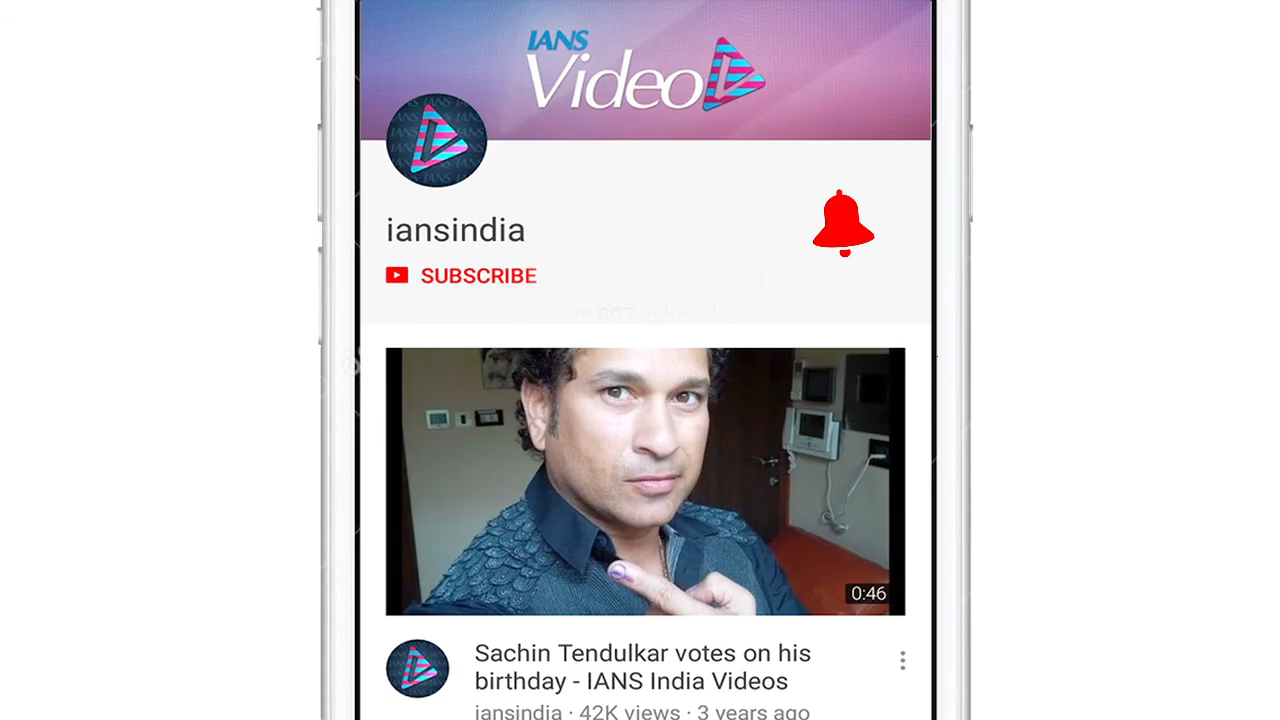 IANS
Video
iansindia
SUBSCRIBE
0:46
Sachin Tendulkar votes on his
birthday - IANS India Videos
iansindia · 42K views · 3 years ago